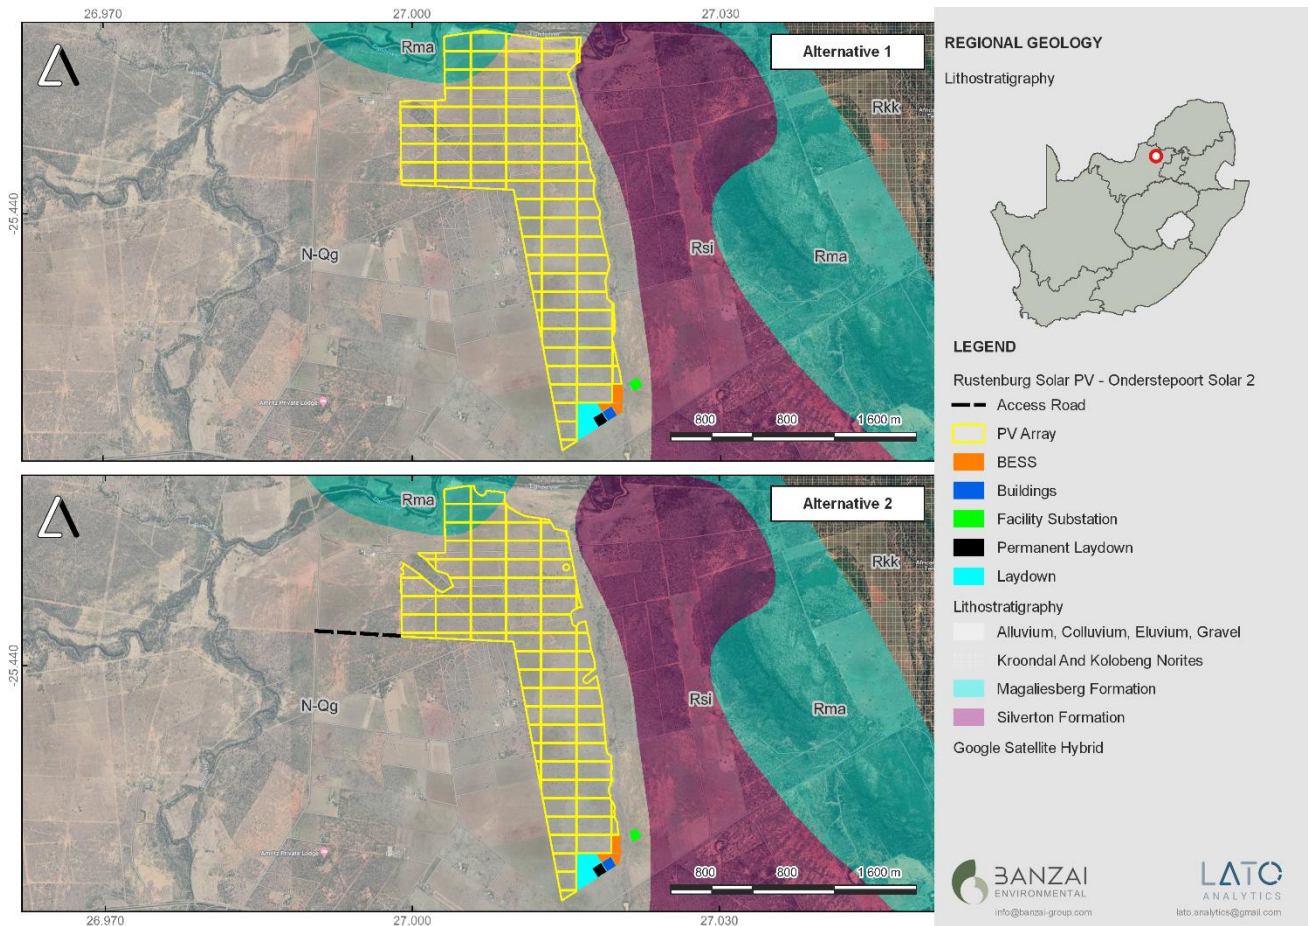 26.970
27.000
27.030
Alternative 1
Rma
Rkk
-25.440
N-Qg
Rsi
Rma
Amritz Private Lodge
800
800
1 600 m
Alternative 2
Rma
Rkk
-25.440
N-Qg
Rsi
Rma
Amritz Private Lodge
800
800
1 600 m
26.970
27.000
27.030
REGIONAL GEOLOGY
Lithostratigraphy
LEGEND
Rustenburg Solar PV - Onderstepoort Solar 2
Access Road
PV Array
BESS
Buildings
Facility Substation
Permanent Laydown
Laydown
Lithostratigraphy
Alluvium, Colluvium, Eluvium, Gravel
Kroondal And Kolobeng Norites
Magaliesberg Formation
Silverton Formation
Google Satellite Hybrid
BANZAI
ENVIRONMENTAL
info@banzai-group.com
LATO
ANALYTICS
lato.analytics@gmail.com